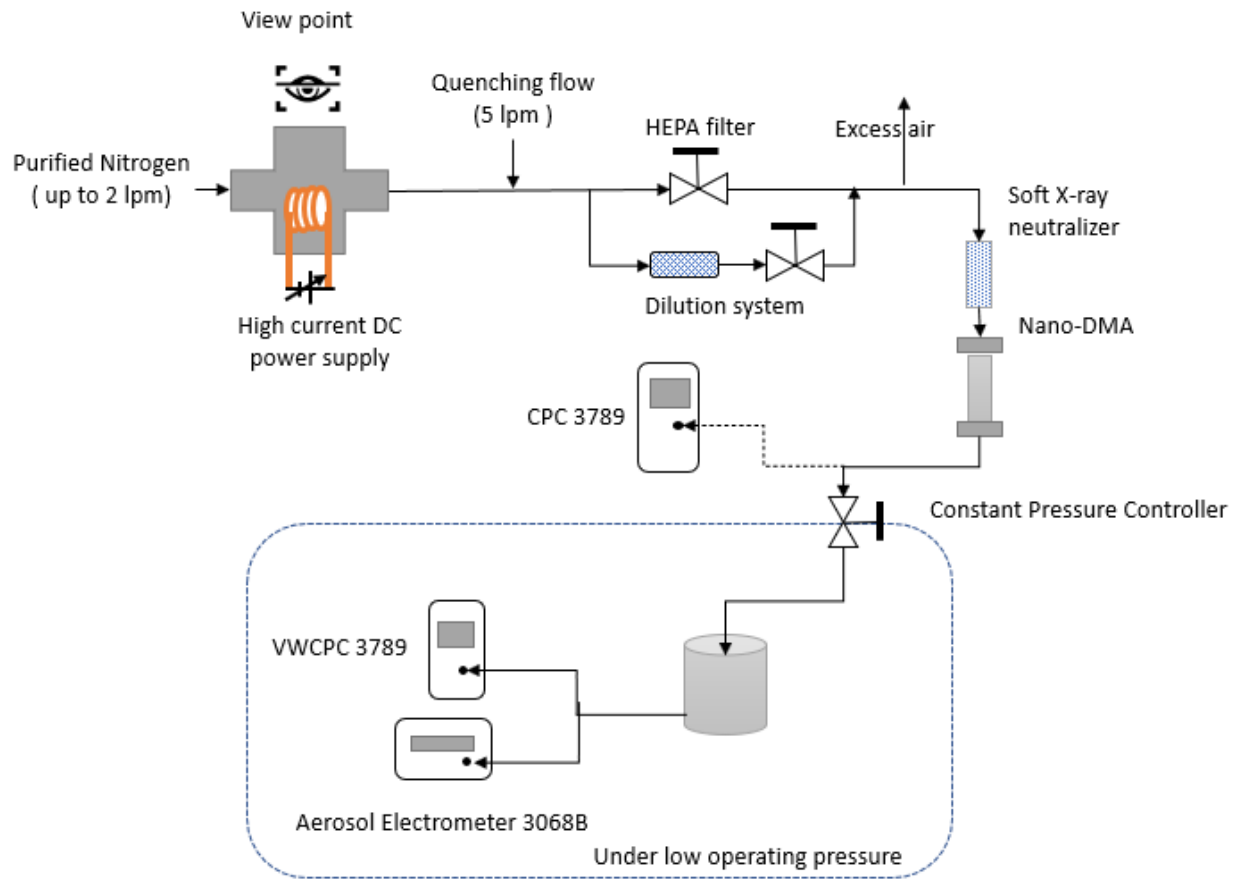 View point
Quenching flow
(5 lpm )
HEPA filter
Excess air
Purified Nitrogen
( up to 2 lpm)
Soft X-ray
neutralizer
Dilution system
High current DC
power supply
Nano-DMA
CPC 3789
Constant Pressure Controller
VWCPC 3789
Aerosol Electrometer 3068B
Under low operating pressure